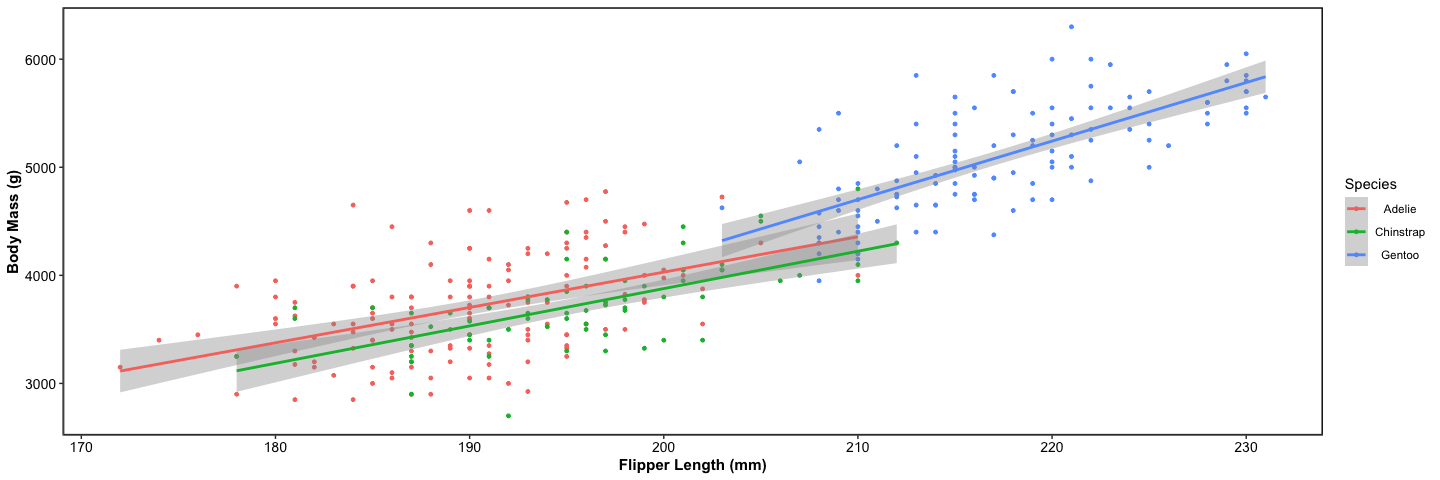 6000
5000
4000
3000
Body Mass (g)
170 180 190 200 210 220 230
Flipper Length (mm)
Species
Adelie
Chinstrap
Gentoo